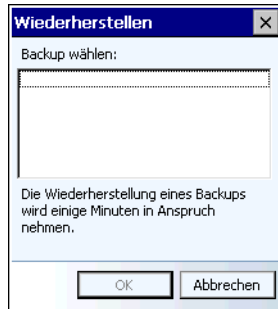 Wiederherstellen
Backup wählen:
Die Wiederherstellung eines Backups
wird einige Minuten in Anspruch
nehmen.
OK
Abbrechen